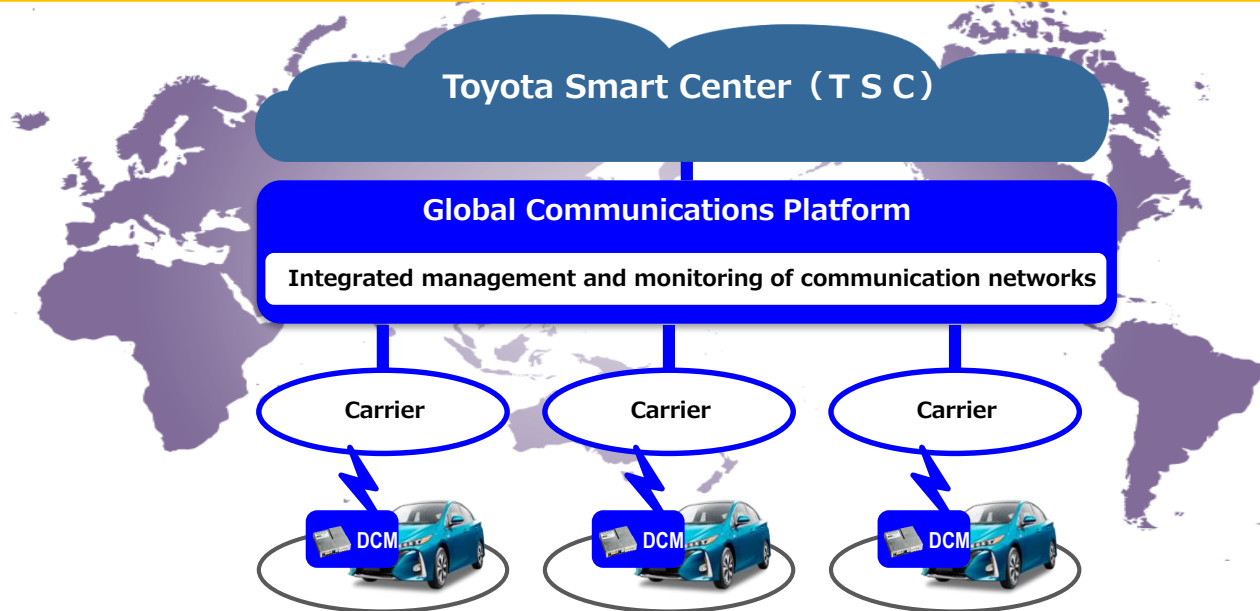 Toyota Smart Center（ＴＳＣ）
Global Communications Platform
Integrated management and monitoring of communication networks
Carrier
Carrier
Carrier
DCM
DCM
DCM